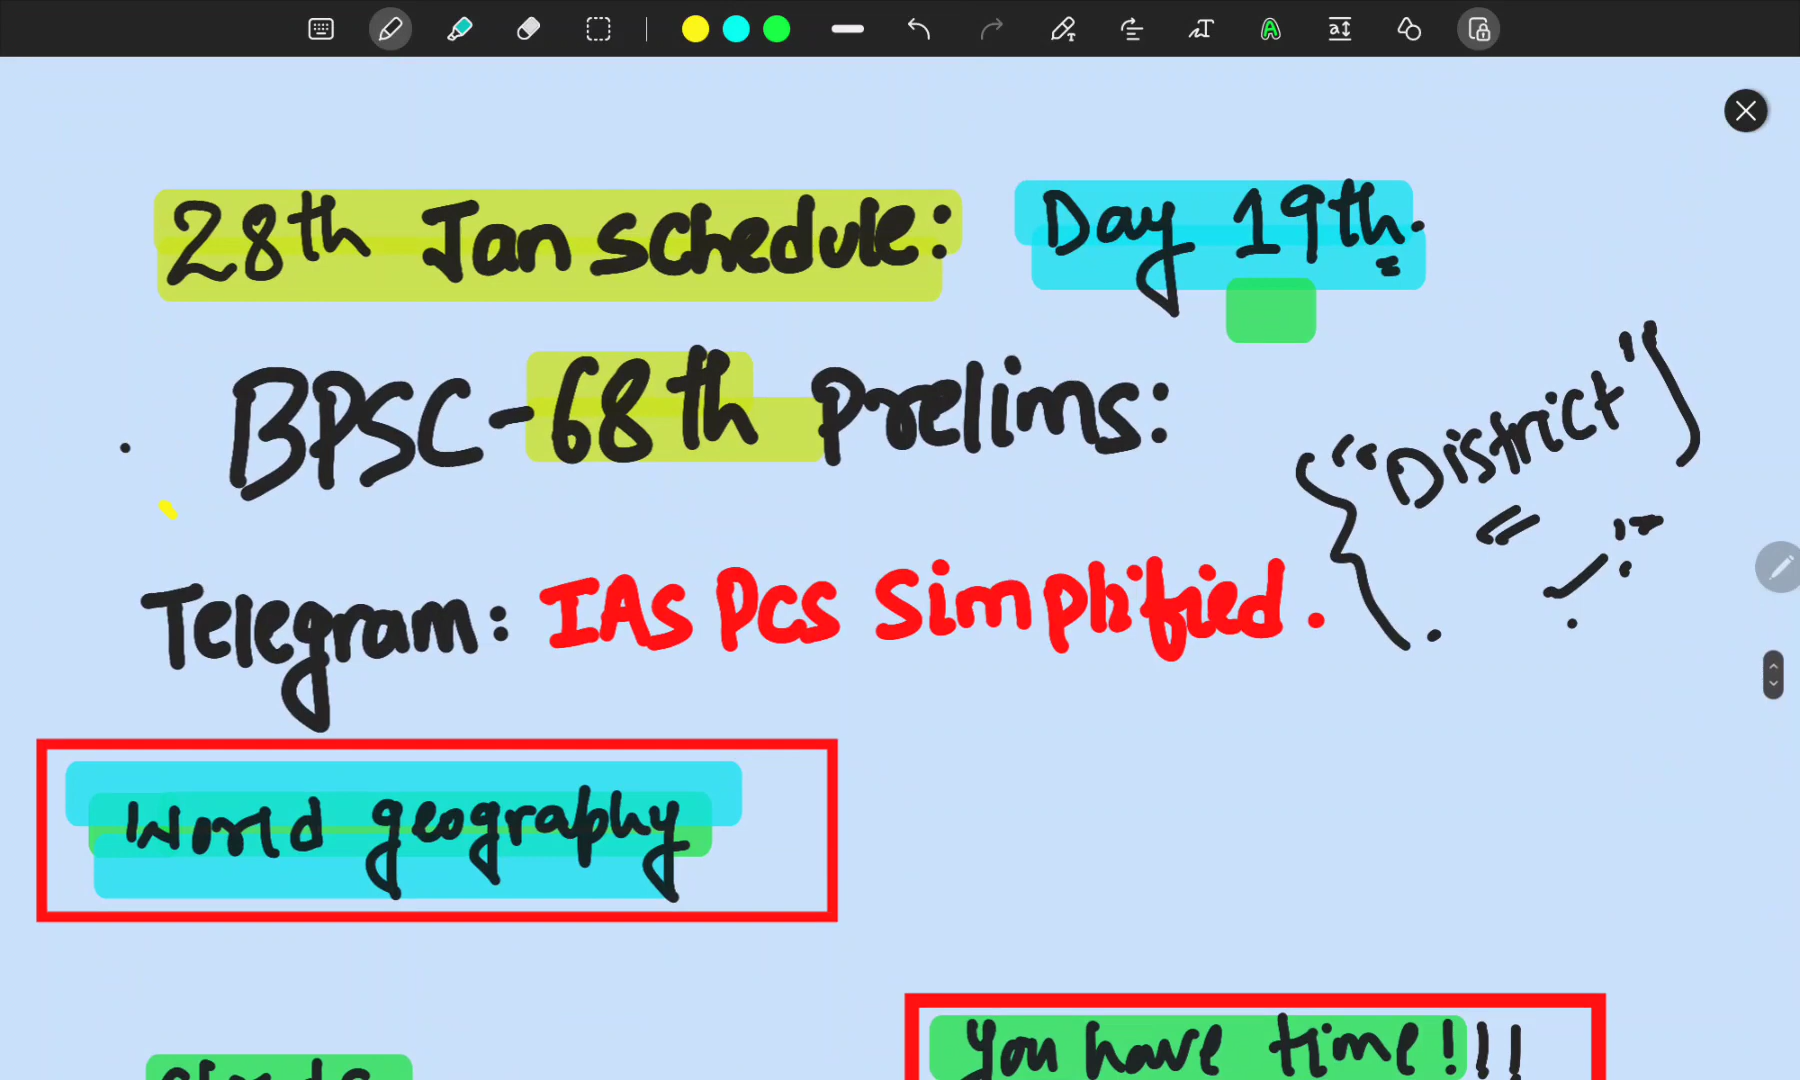 28th Jan schedule: Day 19th.
BPSC-68th Prelims:
{"District"}
Telegram: IAS PCS Simplified.
World geography
You have time!!!